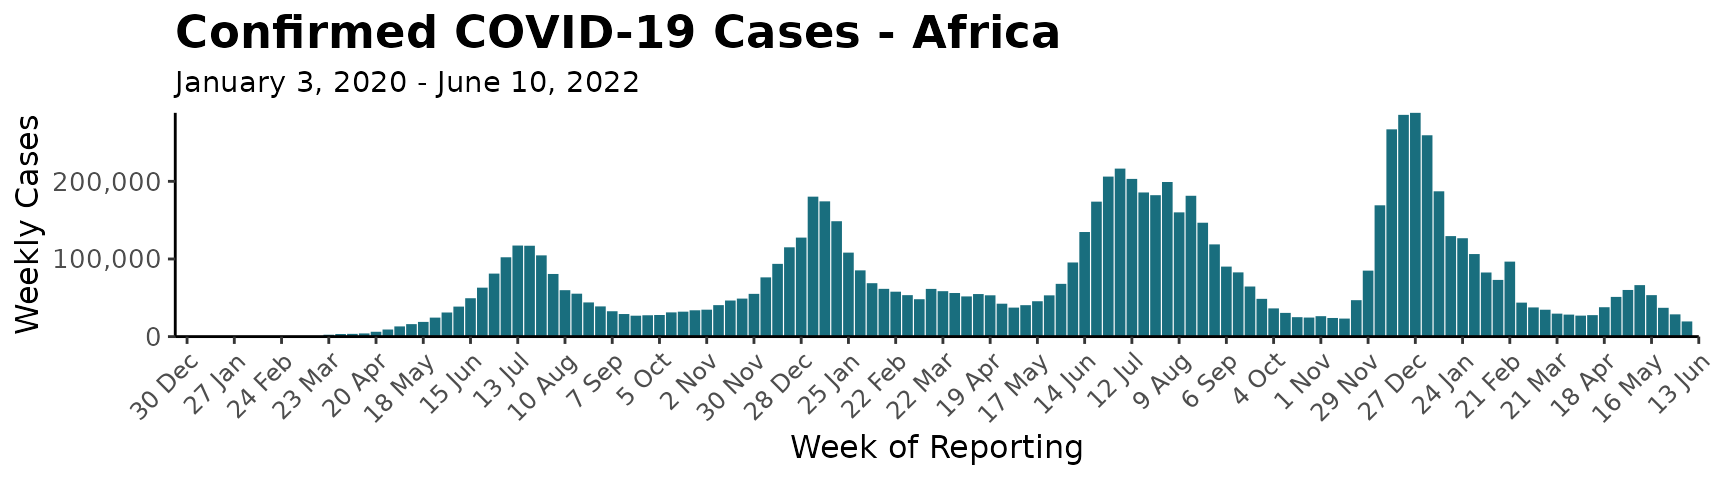 Confirmed COVID-19 Cases - Africa
January 3, 2020 - June 10, 2022
Weekly Cases
200,000
100,000
0
30 Dec
27 Jan
24 Feb
23 Mar
20 Apr
18 May
15 Jun
13 Jul
10 Aug
7 Sep
5 Oct
2 Nov
30 Nov
28 Dec
25 Jan
22 Feb
22 Mar
19 Apr
17 May
14 Jun
12 Jul
9 Aug
6 Sep
4 Oct
1 Nov
29 Nov
27 Dec
24 Jan
21 Feb
21 Mar
18 Apr
16 May
13 Jun
Week of Reporting